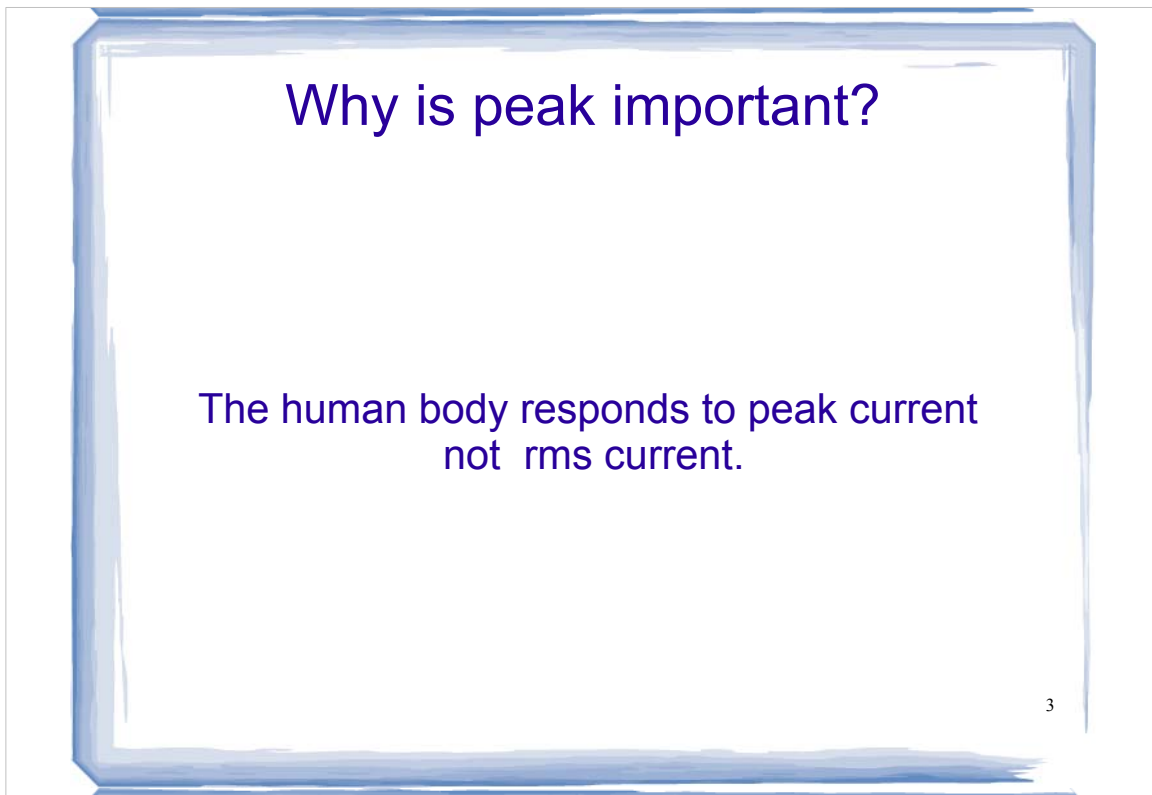 Why is peak important?
The human body responds to peak current
not  rms current.
3